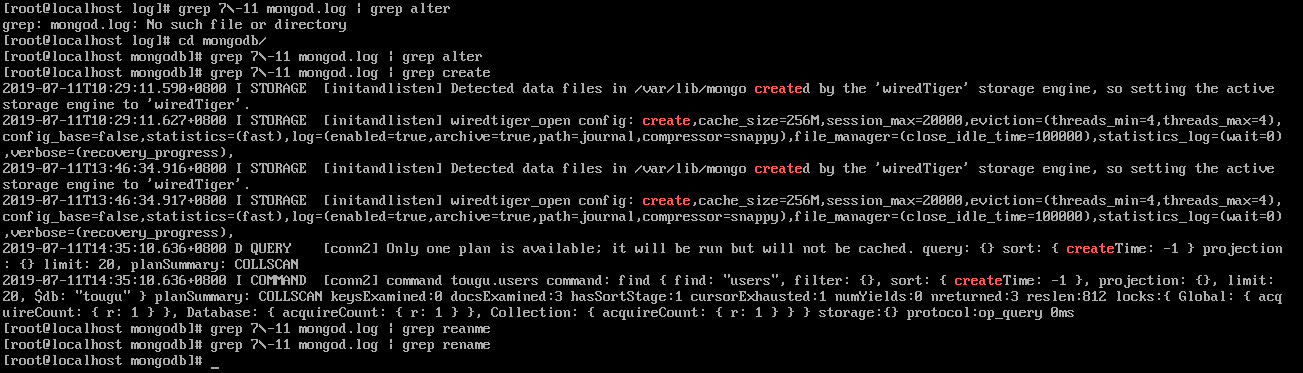 [root@localhost log]# grep 7\-11 mongod.log | grep alter
grep: mongod.log: No such file or directory
[root@localhost log]# cd mongodb/
[root@localhost mongodb]# grep 7\-11 mongod.log | grep alter
[root@localhost mongodb]# grep 7\-11 mongod.log | grep create
2019-07-11T10:29:11.590+0800 I STORAGE  [initandlisten] Detected data files in /var/lib/mongo created by the 'wiredTiger' storage engine, so setting the active
storage engine to 'wiredTiger'.
2019-07-11T10:29:11.627+0800 I STORAGE  [initandlisten] wiredtiger_open config: create,cache_size=256M,session_max=20000,eviction=(threads_min=4,threads_max=4),
config_base=false,statistics=(fast),log=(enabled=true,archive=true,path=journal,compressor=snappy),file_manager=(close_idle_time=100000),statistics_log=(wait=0)
,verbose=(recovery_progress),
2019-07-11T13:46:34.916+0800 I STORAGE  [initandlisten] Detected data files in /var/lib/mongo created by the 'wiredTiger' storage engine, so setting the active
storage engine to 'wiredTiger'.
2019-07-11T13:46:34.917+0800 I STORAGE  [initandlisten] wiredtiger_open config: create,cache_size=256M,session_max=20000,eviction=(threads_min=4,threads_max=4),
config_base=false,statistics=(fast),log=(enabled=true,archive=true,path=journal,compressor=snappy),file_manager=(close_idle_time=100000),statistics_log=(wait=0)
,verbose=(recovery_progress),
2019-07-11T14:35:10.636+0800 D QUERY    [conn2] Only one plan is available; it will be run but will not be cached. query: {} sort: { createTime: -1 } projection
: {} limit: 20, planSummary: COLLSCAN
2019-07-11T14:35:10.636+0800 I COMMAND  [conn2] command tougu.users command: find { find: "users", filter: {}, sort: { createTime: -1 }, projection: {}, limit:
20, $db: "tougu" } planSummary: COLLSCAN keysExamined:0 docsExamined:3 hasSortStage:1 cursorExhausted:1 numYields:0 nreturned:3 reslen:812 locks:{ Global: { acq
uireCount: { r: 1 } }, Database: { acquireCount: { r: 1 } }, Collection: { acquireCount: { r: 1 } } } storage:{} protocol:op_query 0ms
[root@localhost mongodb]# grep 7\-11 mongod.log | grep reanme
[root@localhost mongodb]# grep 7\-11 mongod.log | grep rename
[root@localhost mongodb]# _